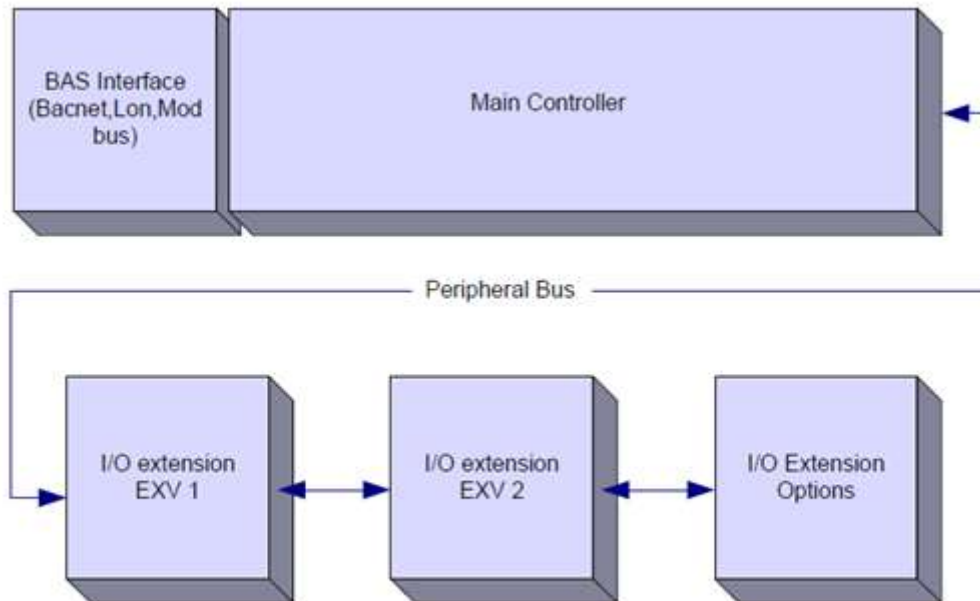 BAS Interface
(Bacnet,Lon,Mod
bus)
Main Controller
Peripheral Bus
I/O extension
EXV 1
I/O extension
EXV 2
I/O Extension
Options